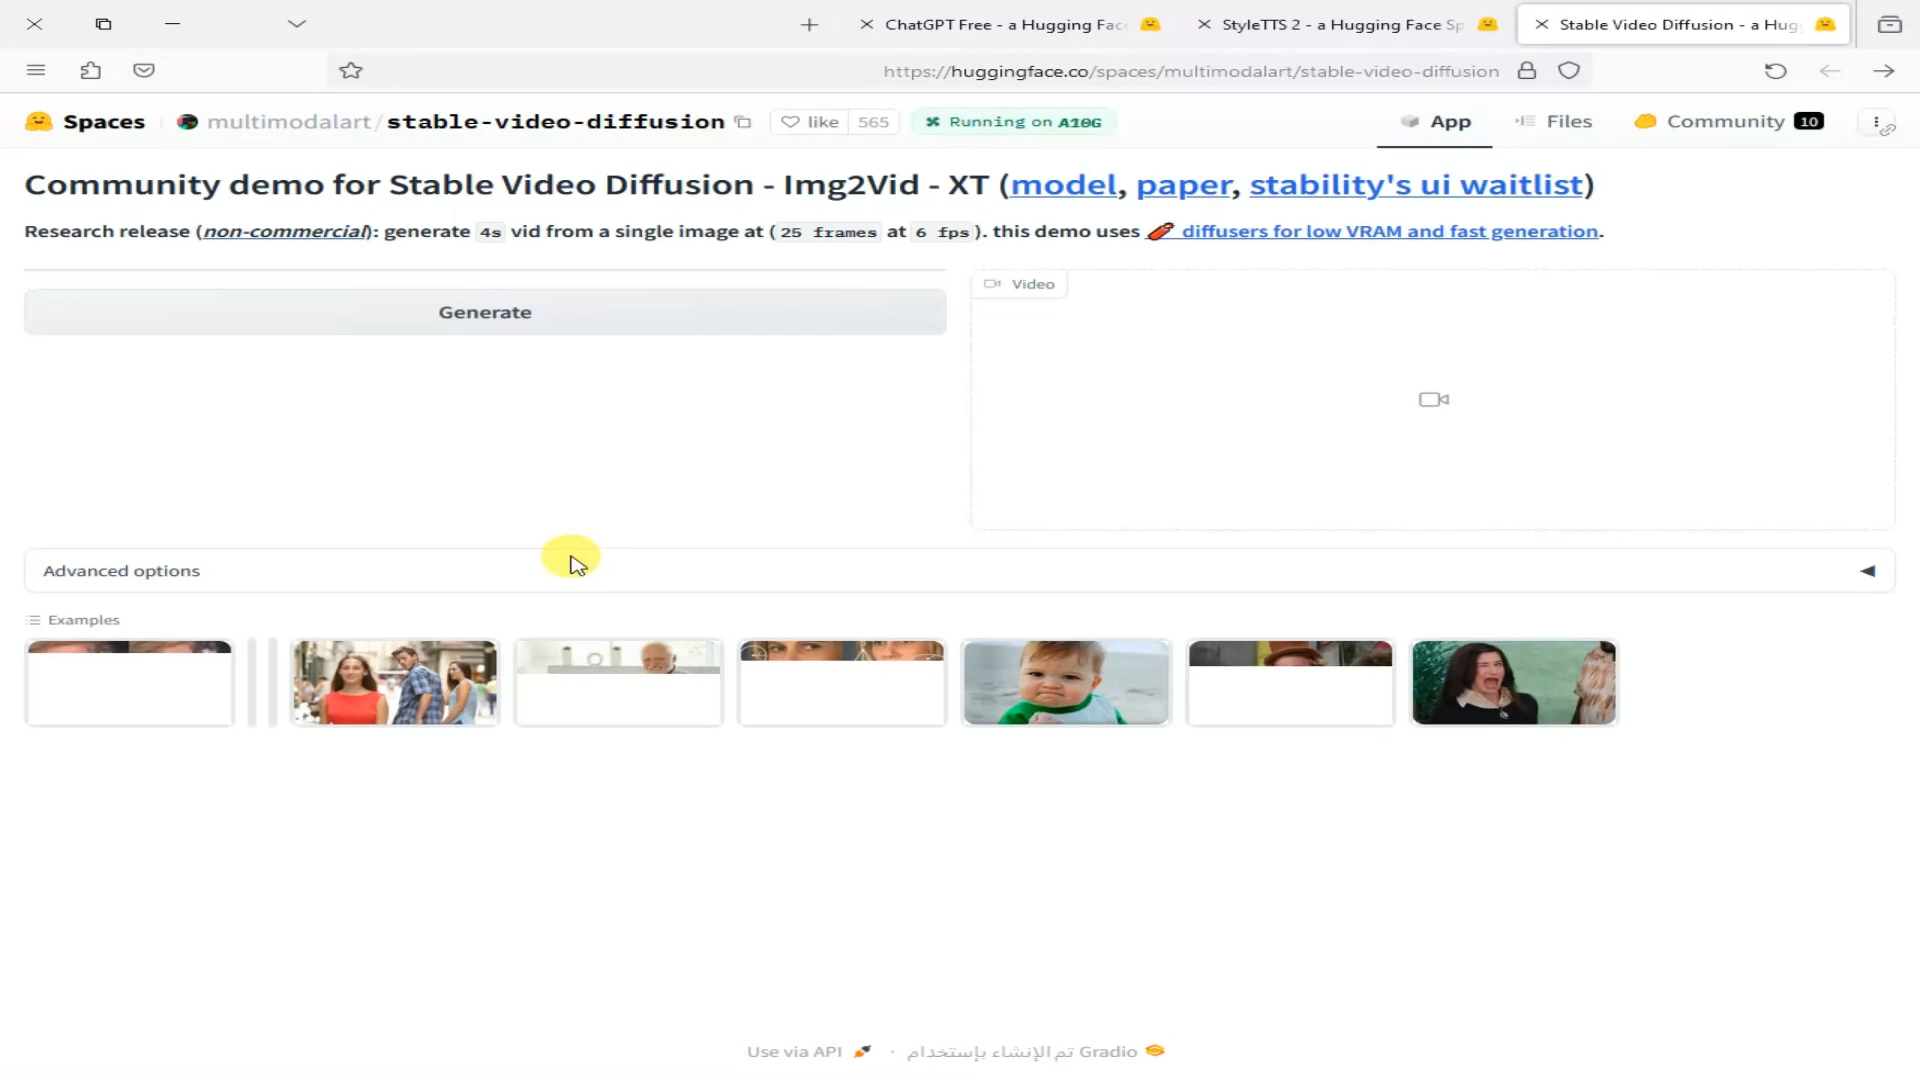 ChatGPT Free - a Hugging Fac
StyleTTS 2 - a Hugging Face Sp
Stable Video Diffusion - a Hug
https://huggingface.co/spaces/multimodalart/stable-video-diffusion
Spaces multimodalart/stable-video-diffusion like 565 Running on A10G App Files Community 10
Community demo for Stable Video Diffusion - Img2Vid - XT (model, paper, stability's ui waitlist)
Research release (non-commercial): generate 4s vid from a single image at (25 frames at 6 fps). this demo uses 🧨 diffusers for low VRAM and fast generation.
Generate
Video
Advanced options
Examples
Use via API 🚀 · تم الإنشاء بإستخدام Gradio